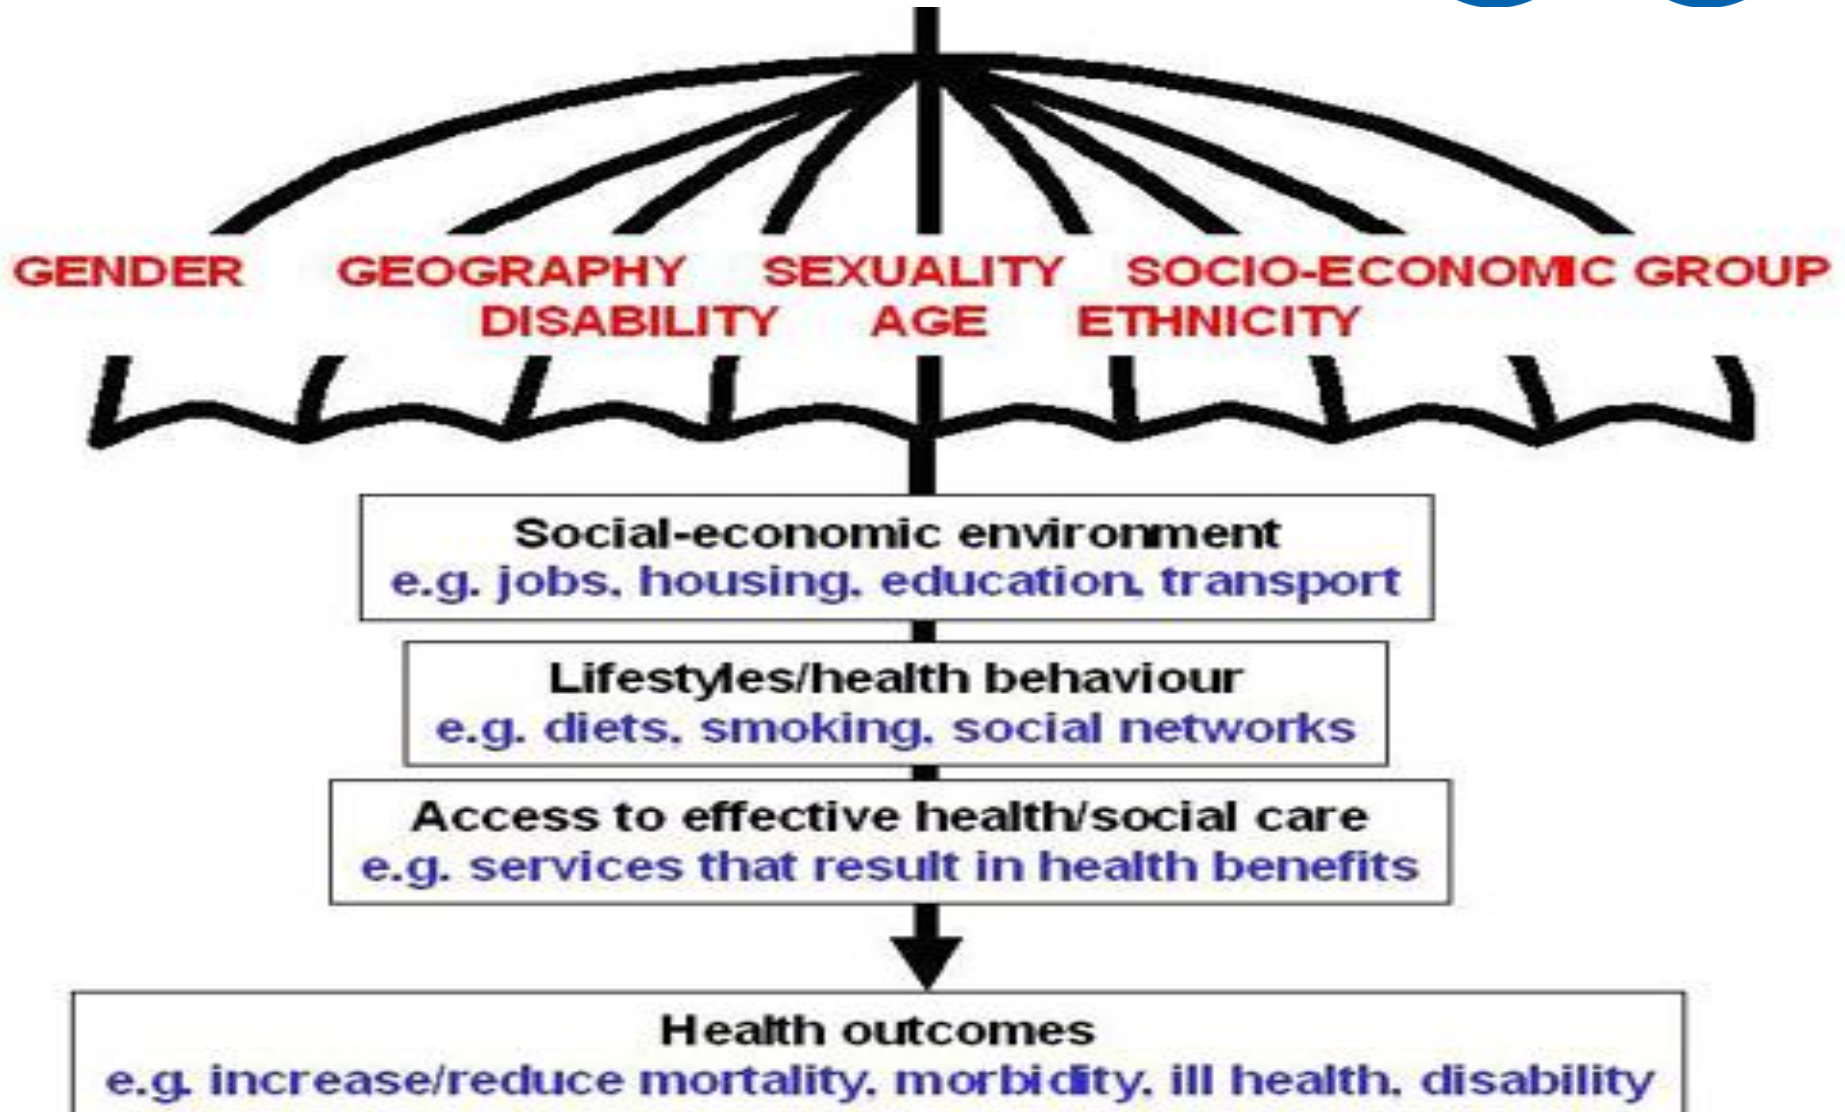 GENDER GEOGRAPHY SEXUALITY SOCIO-ECONOMIC GROUP
DISABILITY AGE ETHNICITY
Social-economic environment
e.g. jobs, housing, education, transport
Lifestyles/health behaviour
e.g. diets, smoking, social networks
Access to effective health/social care
e.g. services that result in health benefits
Health outcomes
e.g. increase/reduce mortality, morbidity, ill health, disability